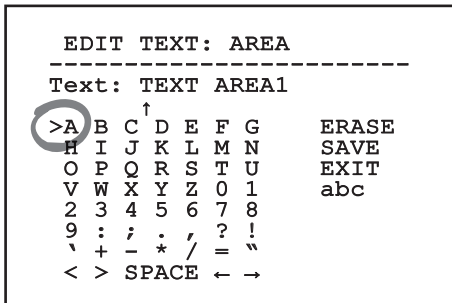 EDIT TEXT: AREA
-------------------------
Text: TEXT AREA1
↑
>A B C D E F G ERASE
H I J K L M N SAVE
O P Q R S T U EXIT
V W X Y Z 0 1 abc
2 3 4 5 6 7 8
9 : ; . , ? !
‵ + - * / = ‶
< > SPACE ← →